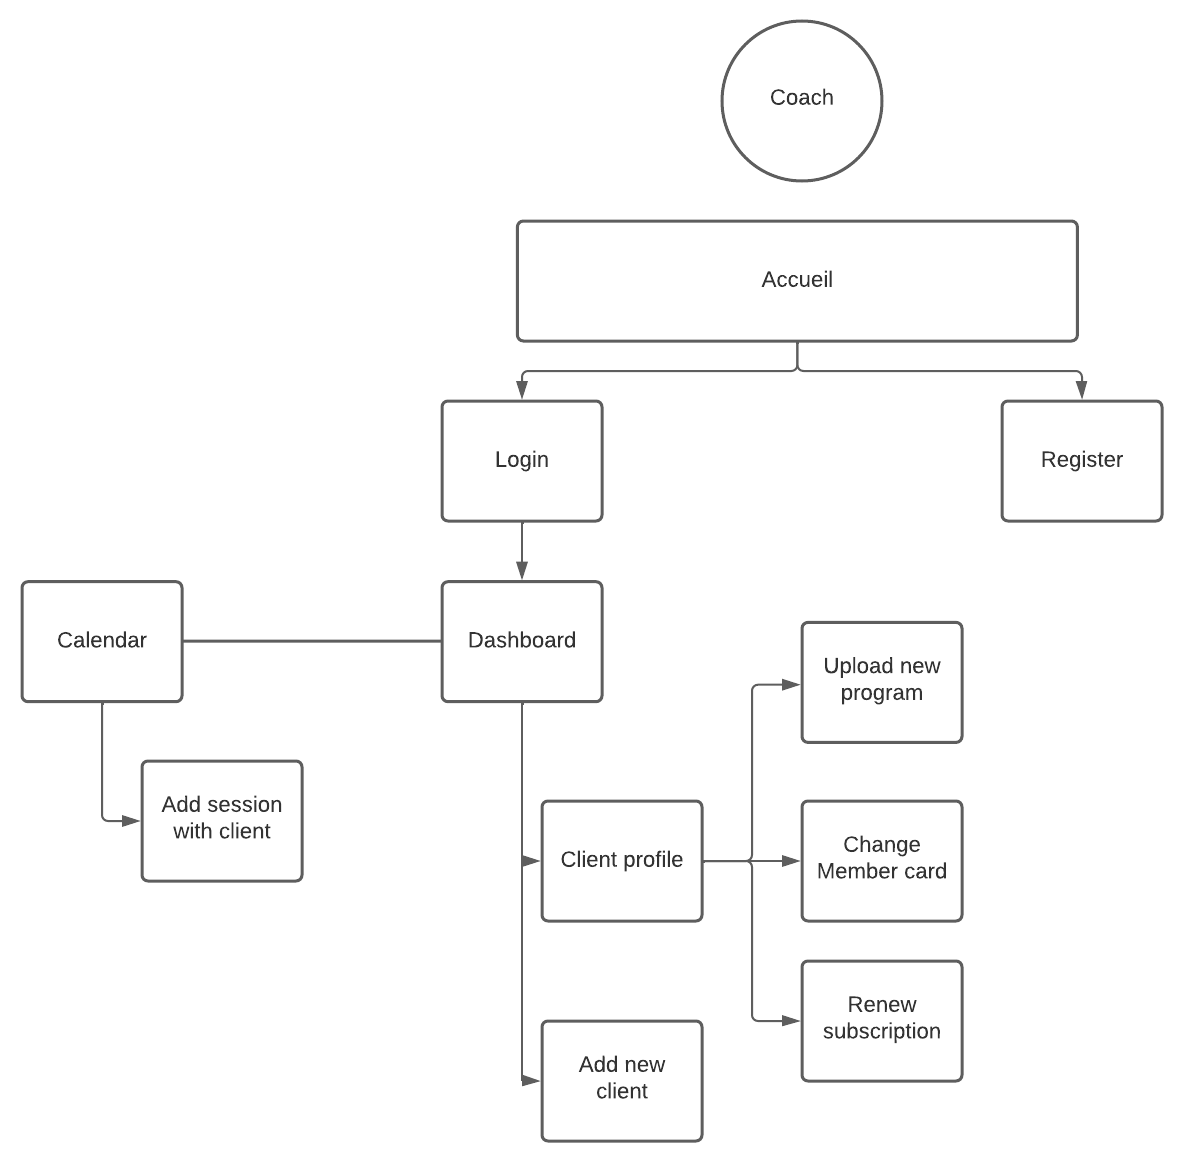 Coach
Accueil
Login
Register
Calendar
Dashboard
Upload new
program
Add session
with client
Client profile
Change
Member card
Renew
subscription
Add new
client